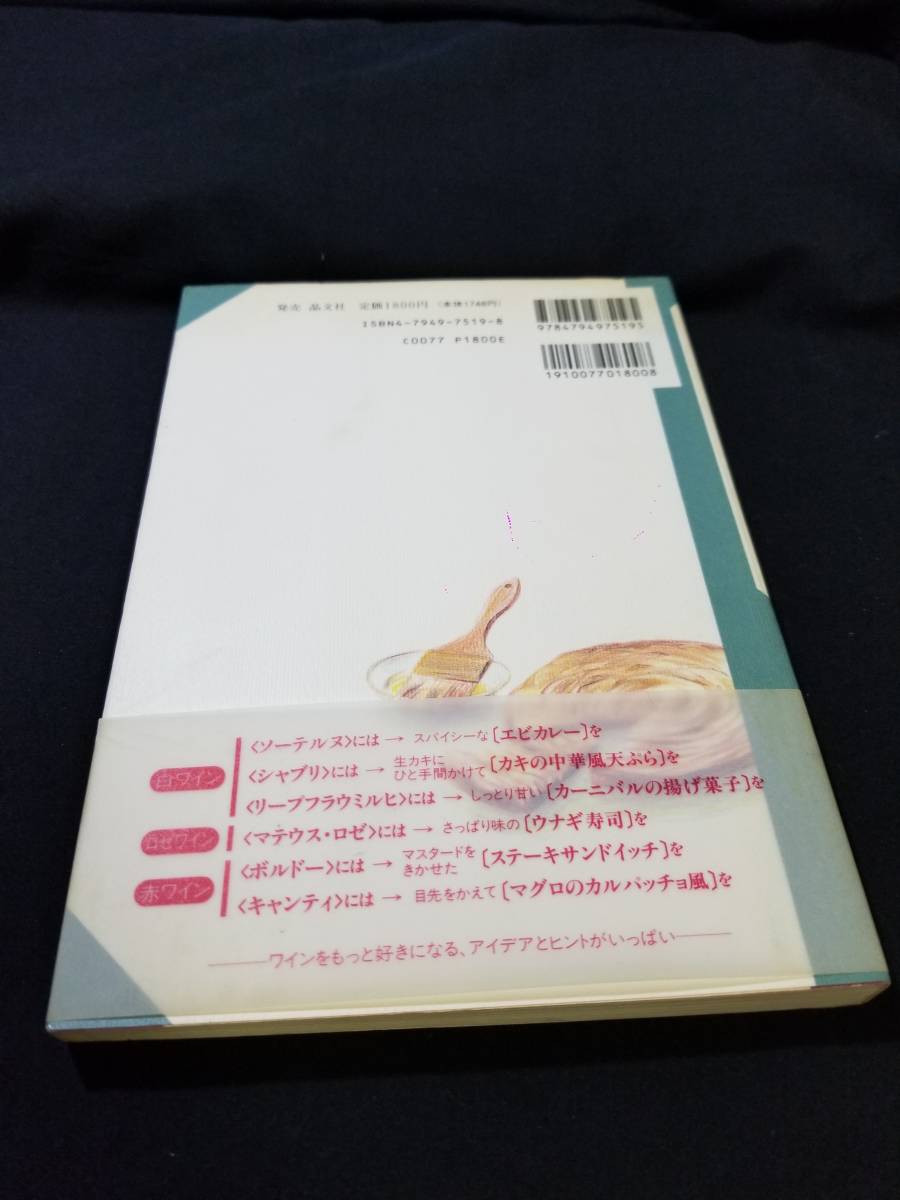 発売 晶文社 定価1800円 (本体1748円)
ISBN4-7949-7519-8
C0077 P1800E
9784794975195
1910077018008
白ワイン
〈ソーテルヌ〉には → スパイシーな［エビカレー］を
〈シャブリ〉には → 生カキにひと手間かけて［カキの中華風天ぷら］を
〈リープフラウミルヒ〉には → しっとり甘い［カーニバルの揚げ菓子］を
ロゼワイン
〈マテウス・ロゼ〉には → さっぱり味の［ウナギ寿司］を
赤ワイン
〈ボルドー〉には → マスタードをきかせた［ステーキサンドイッチ］を
〈キャンティ〉には → 目先をかえて［マグロのカルパッチョ風］を
ワインをもっと好きになる、アイデアとヒントがいっぱい